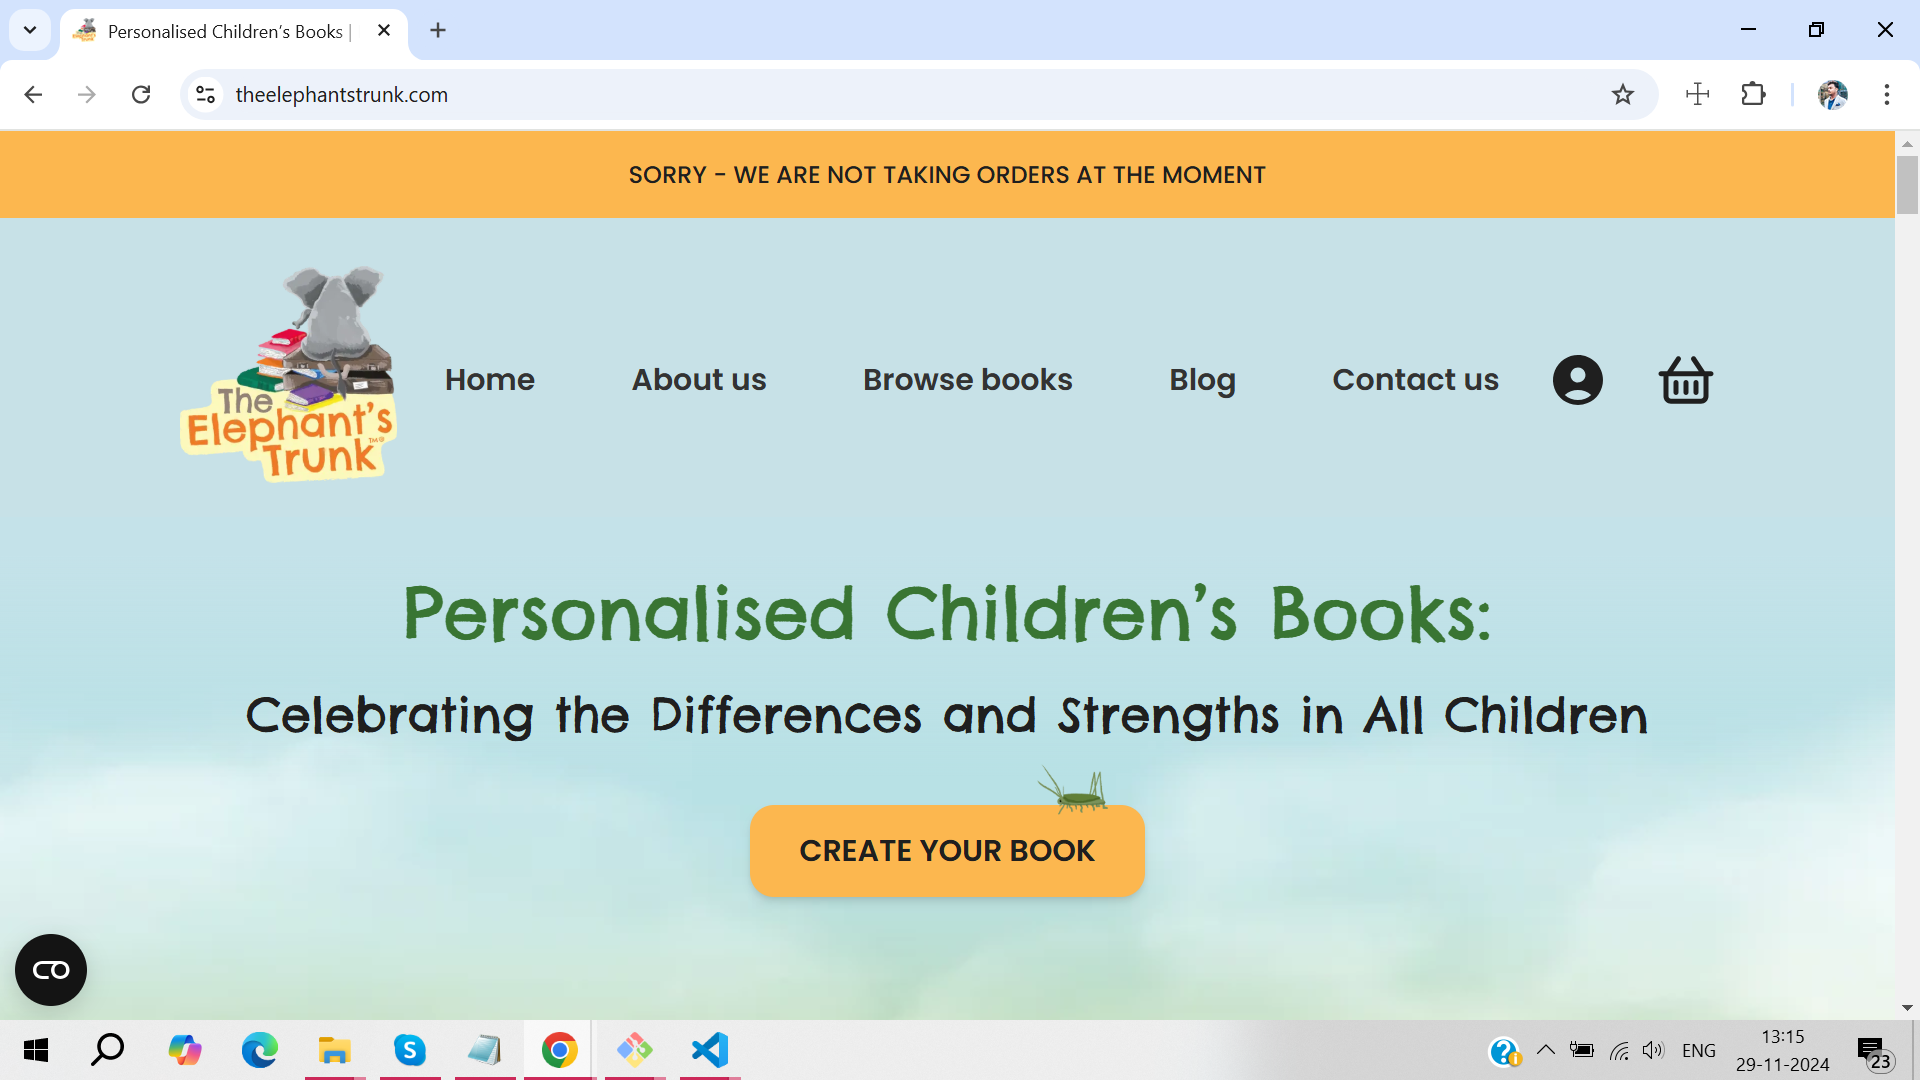 Personalised Children's Books |
theelephantstrunk.com
SORRY - WE ARE NOT TAKING ORDERS AT THE MOMENT
The
Elephant's
Trunk
Home
About us
Browse books
Blog
Contact us
Personalised Children's Books:
Celebrating the Differences and Strengths in All Children
CREATE YOUR BOOK
ENG
13:15
29-11-2024
23